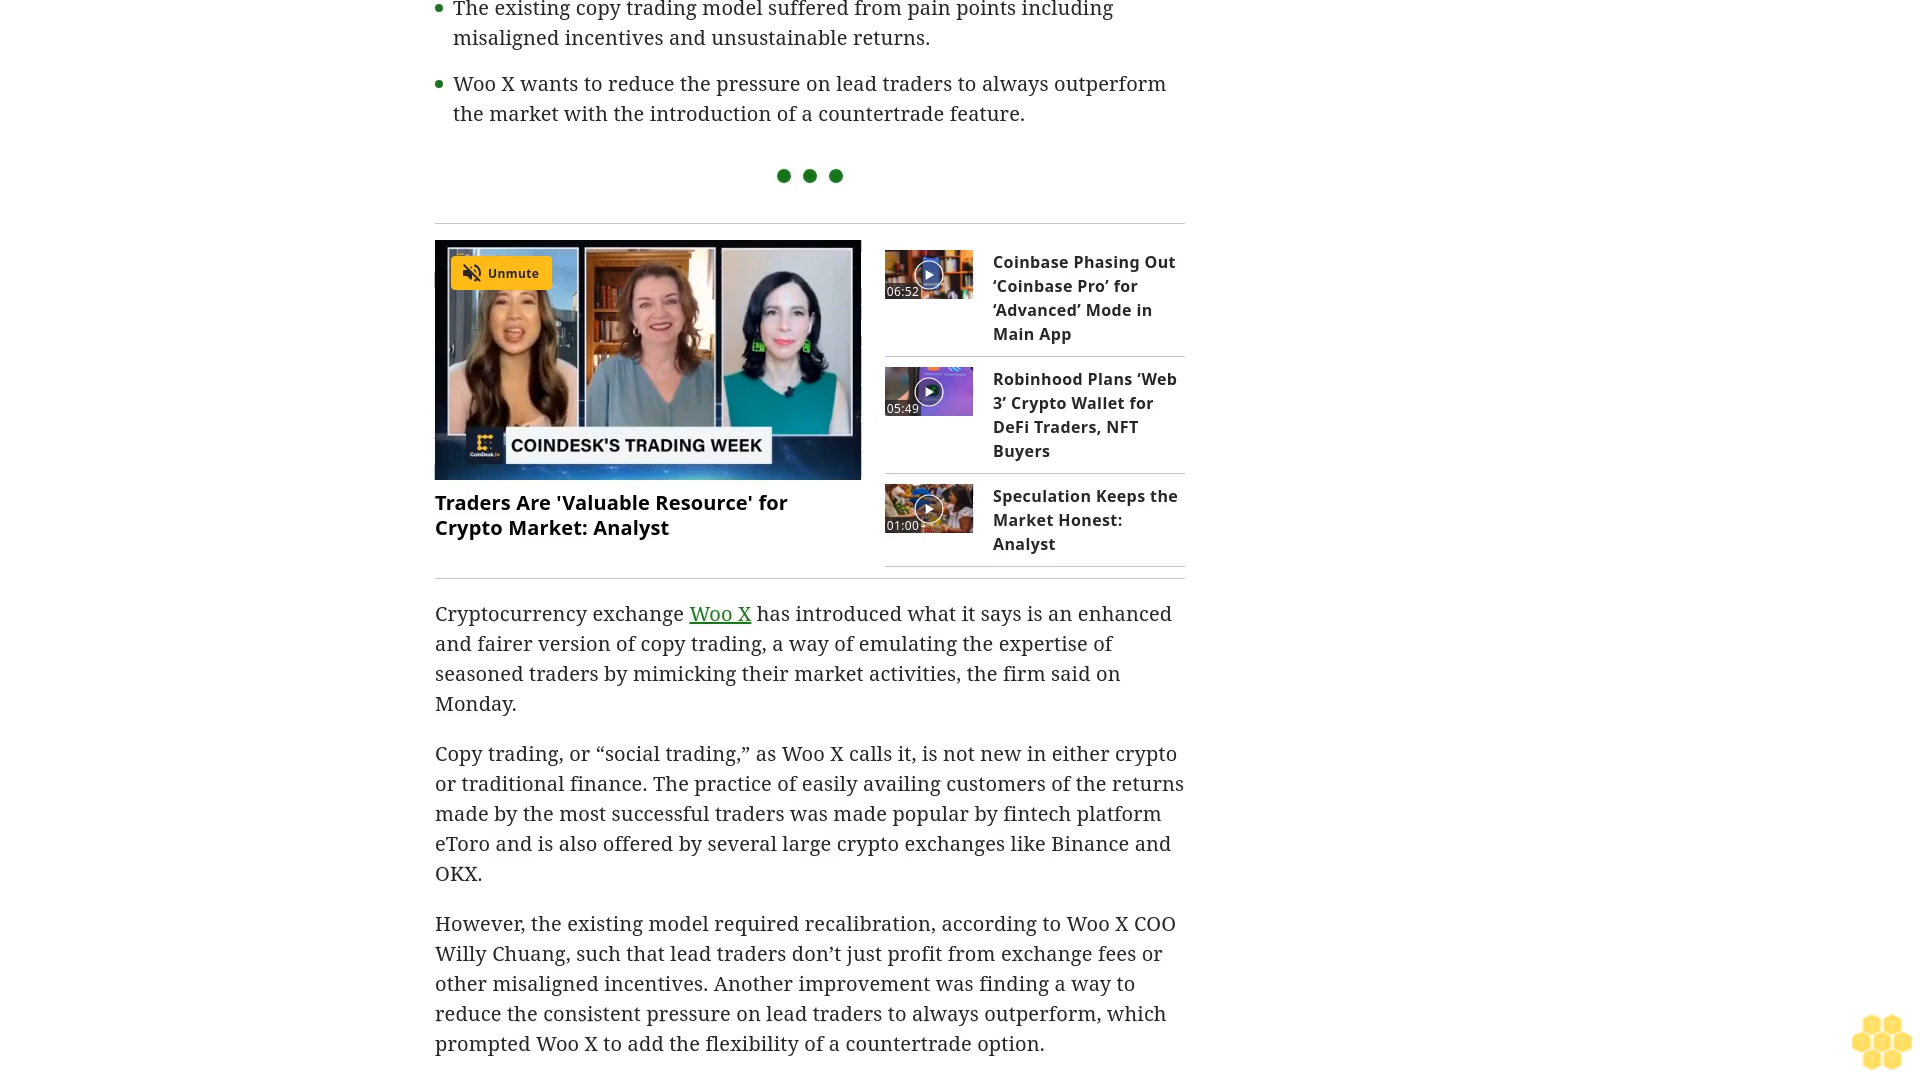 The existing copy trading model suffered from pain points including
misaligned incentives and unsustainable returns.
Woo X wants to reduce the pressure on lead traders to always outperform
the market with the introduction of a countertrade feature.
Unmute
CoinDesk.tv
COINDESK'S TRADING WEEK
Traders Are 'Valuable Resource' for
Crypto Market: Analyst
06:52
Coinbase Phasing Out
‘Coinbase Pro’ for
‘Advanced’ Mode in
Main App
05:49
Robinhood Plans ‘Web
3’ Crypto Wallet for
DeFi Traders, NFT
Buyers
01:00
Speculation Keeps the
Market Honest:
Analyst
Cryptocurrency exchange Woo X has introduced what it says is an enhanced
and fairer version of copy trading, a way of emulating the expertise of
seasoned traders by mimicking their market activities, the firm said on
Monday.
Copy trading, or “social trading,” as Woo X calls it, is not new in either crypto
or traditional finance. The practice of easily availing customers of the returns
made by the most successful traders was made popular by fintech platform
eToro and is also offered by several large crypto exchanges like Binance and
OKX.
However, the existing model required recalibration, according to Woo X COO
Willy Chuang, such that lead traders don’t just profit from exchange fees or
other misaligned incentives. Another improvement was finding a way to
reduce the consistent pressure on lead traders to always outperform, which
prompted Woo X to add the flexibility of a countertrade option.